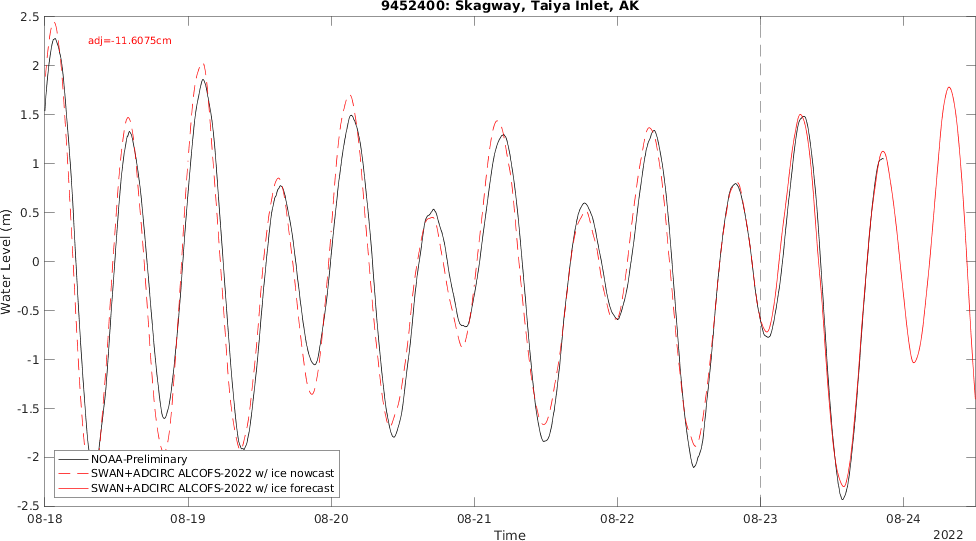 9452400: Skagway, Taiya Inlet, AK
adj=-11.6075cm
Water Level (m)
2.5
2
1.5
1
0.5
0
-0.5
-1
-1.5
-2
-2.5
NOAA-Preliminary
SWAN+ADCIRC ALCOFS-2022 w/ ice nowcast
SWAN+ADCIRC ALCOFS-2022 w/ ice forecast
08-18 08-19 08-20 08-21 08-22 08-23 08-24
Time
2022